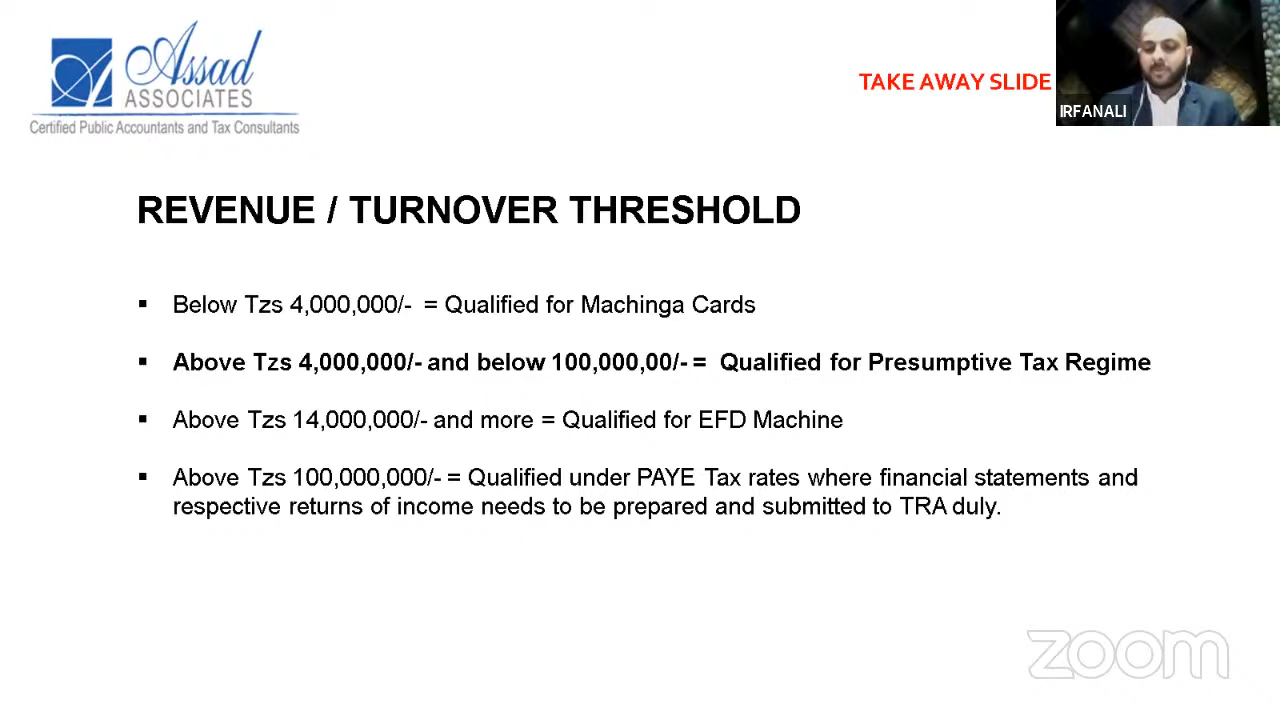 Assad
ASSOCIATES
Certified Public Accountants and Tax Consultants
TAKE AWAY SLIDE
IRFANALI
REVENUE / TURNOVER THRESHOLD
▪ Below Tzs 4,000,000/- = Qualified for Machinga Cards
▪ Above Tzs 4,000,000/- and below 100,000,00/- = Qualified for Presumptive Tax Regime
▪ Above Tzs 14,000,000/- and more = Qualified for EFD Machine
▪ Above Tzs 100,000,000/- = Qualified under PAYE Tax rates where financial statements and
respective returns of income needs to be prepared and submitted to TRA duly.
zoom